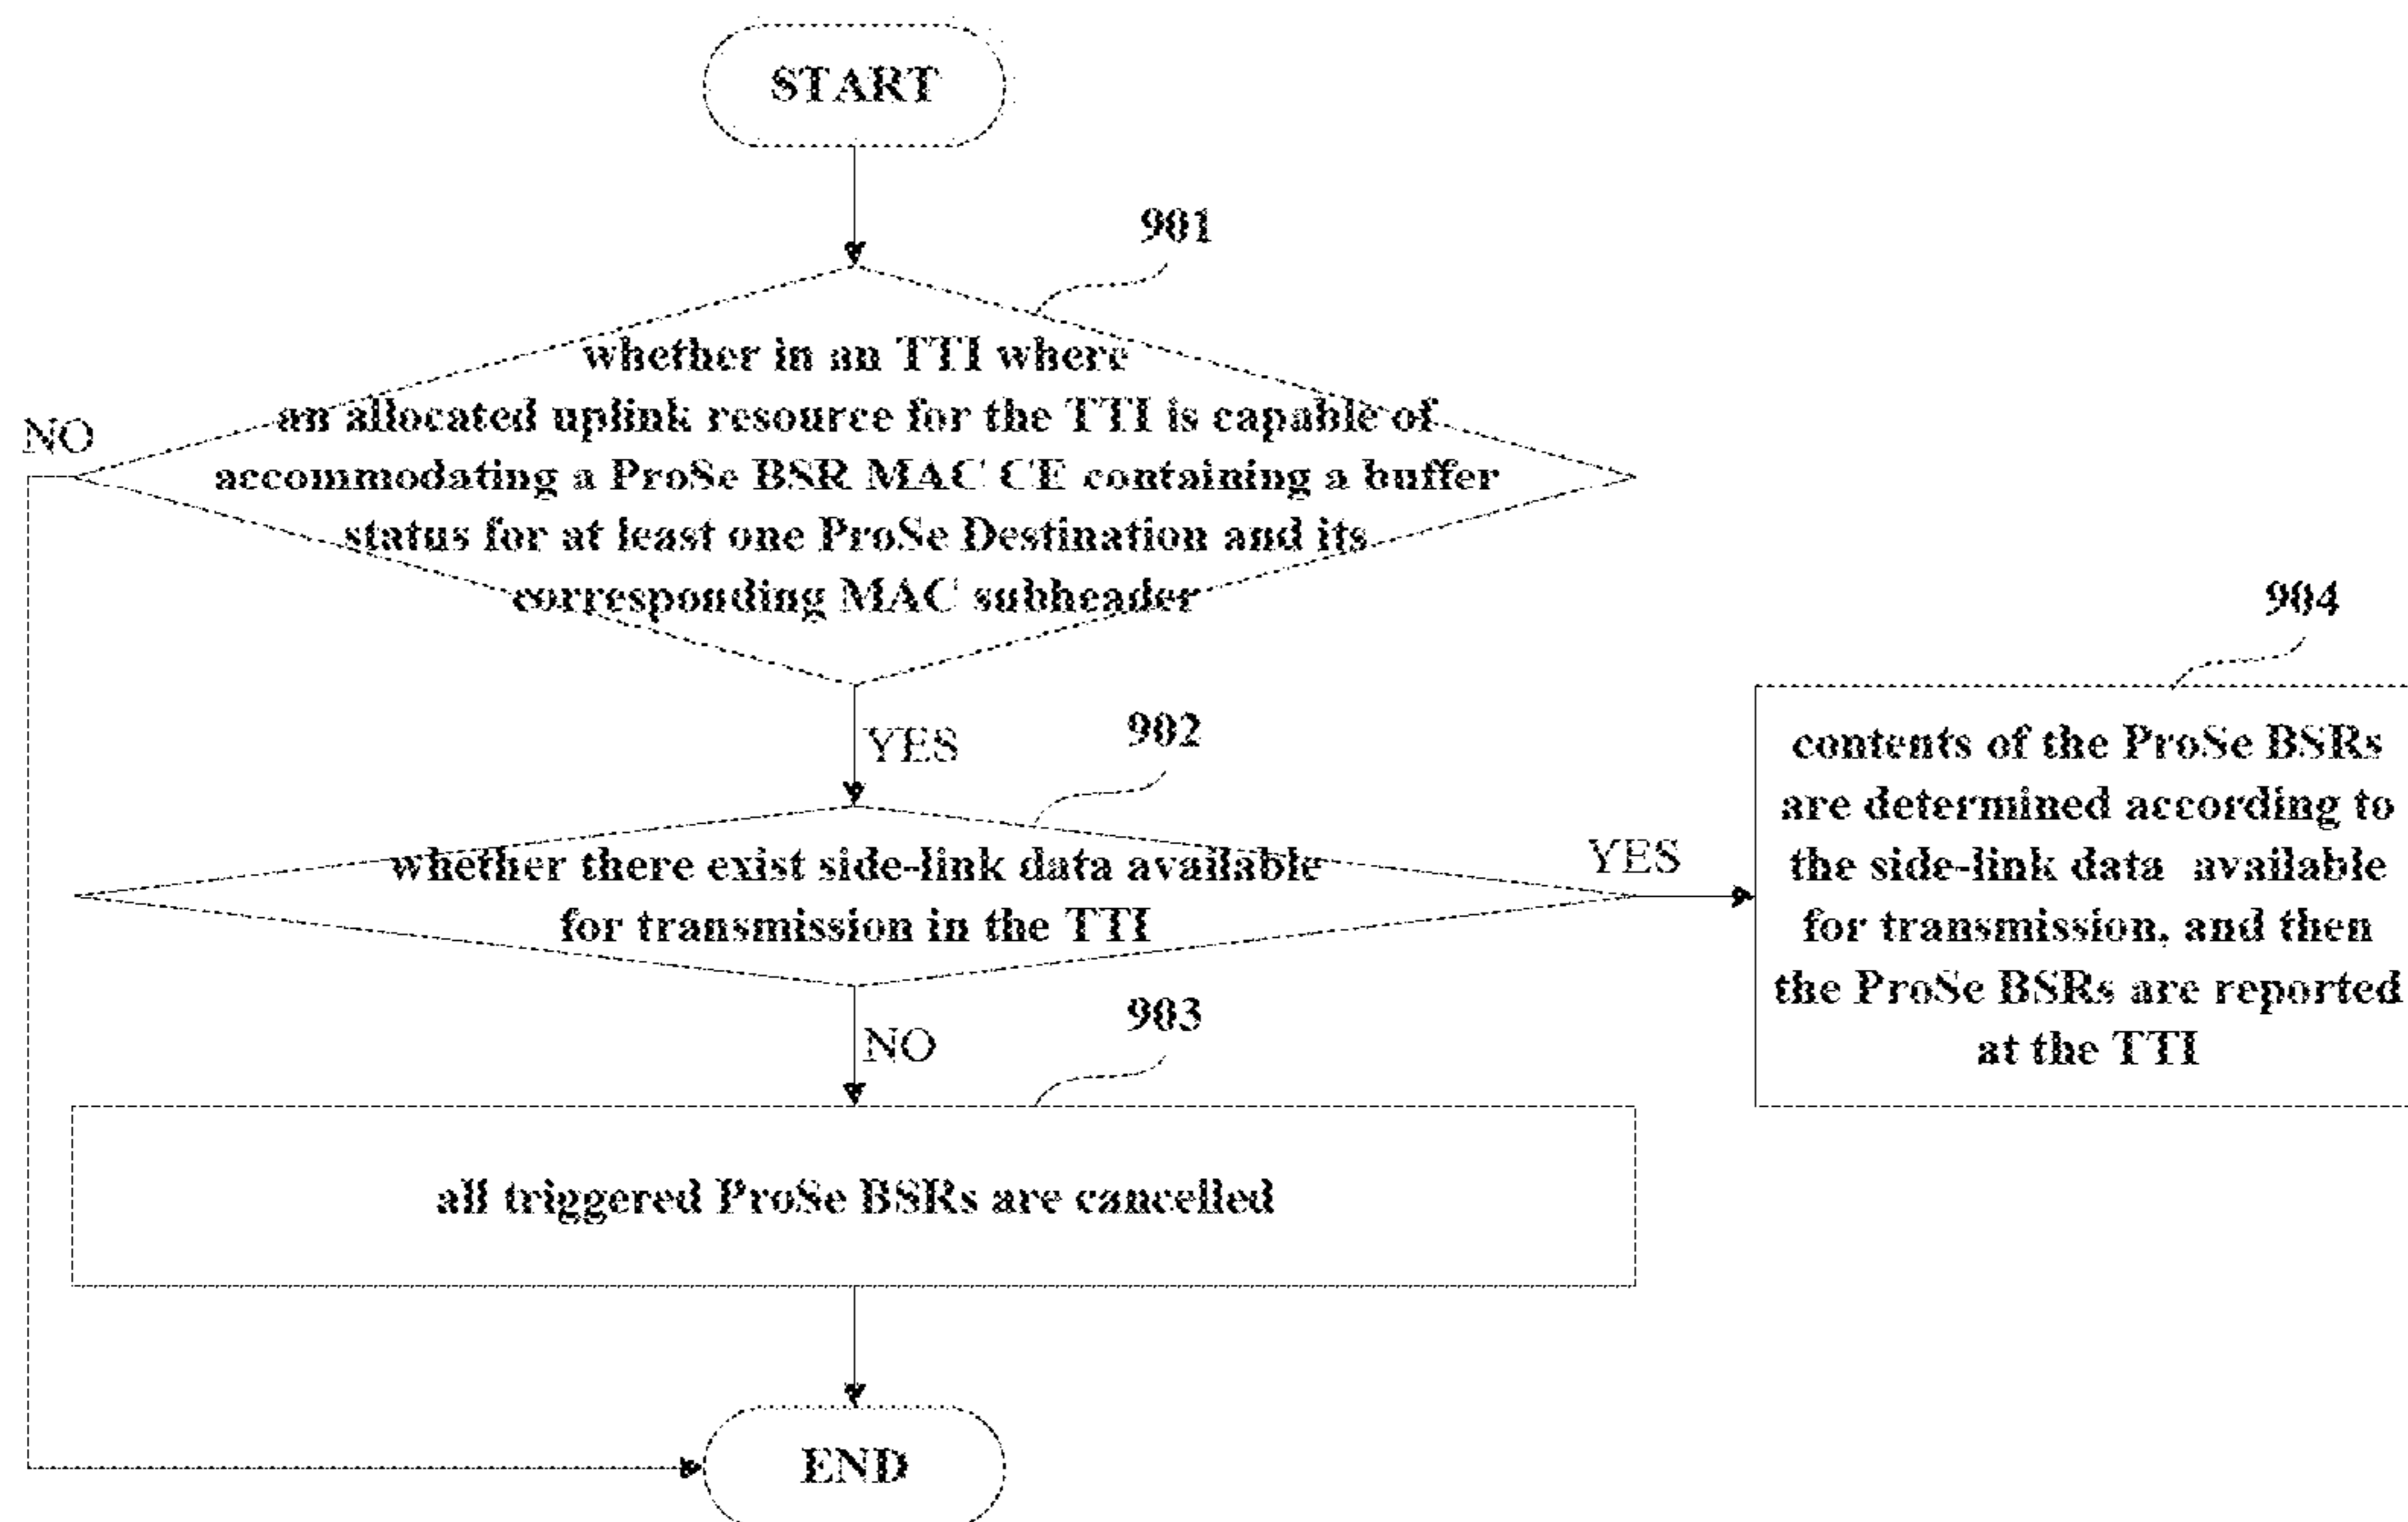 START
901
whether in an TTI where
an allocated uplink resource for the TTI is capable of
accommodating a ProSe BSR MAC CE containing a buffer
status for at least one ProSe Destination and its
corresponding MAC subheader
NO
YES
902
whether there exist side-link data available
for transmission in the TTI
YES
904
contents of the ProSe BSRs
are determined according to
the side-link data available
for transmission, and then
the ProSe BSRs are reported
at the TTI
NO
903
all triggered ProSe BSRs are cancelled
END